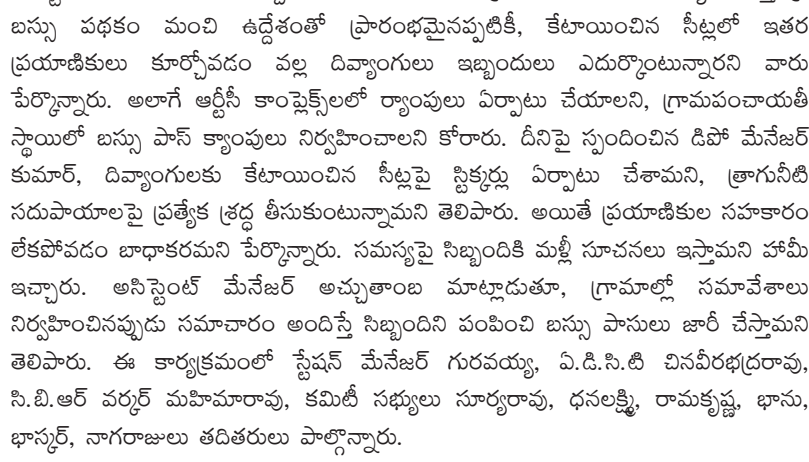 బస్సు పథకం మంచి ఉద్దేశంతో ప్రారంభమైనప్పటికీ, కేటాయించిన సీట్లలో ఇతర
ప్రయాణికులు కూర్చోవడం వల్ల దివ్యాంగులు ఇబ్బందులు ఎదుర్కొంటున్నారని వారు
పేర్కొన్నారు. అలాగే ఆర్టీసీ కాంప్లెక్స్‌లలో ర్యాంపులు ఏర్పాటు చేయాలని, గ్రామపంచాయతీ
స్థాయిలో బస్సు పాస్ క్యాంపులు నిర్వహించాలని కోరారు. దీనిపై స్పందించిన డిపో మేనేజర్
కుమార్, దివ్యాంగులకు కేటాయించిన సీట్లపై స్టిక్కర్లు ఏర్పాటు చేశామని, త్రాగునీటి
సదుపాయాలపై ప్రత్యేక శ్రద్ధ తీసుకుంటున్నామని తెలిపారు. అయితే ప్రయాణికుల సహకారం
లేకపోవడం బాధాకరమని పేర్కొన్నారు. సమస్యపై సిబ్బందికి మళ్లీ సూచనలు ఇస్తామని హామీ
ఇచ్చారు. అసిస్టెంట్ మేనేజర్ అచ్చుతాంబ మాట్లాడుతూ, గ్రామాల్లో సమావేశాలు
నిర్వహించినప్పుడు సమాచారం అందిస్తే సిబ్బందిని పంపించి బస్సు పాసులు జారీ చేస్తామని
తెలిపారు. ఈ కార్యక్రమంలో స్టేషన్ మేనేజర్ గురవయ్య, ఏ.డి.సి.టి చినవీరభద్రరావు,
సి.బి.ఆర్ వర్కర్ మహిమారావు, కమిటీ సభ్యులు సూర్యరావు, ధనలక్ష్మి, రామకృష్ణ, భాను,
భాస్కర్, నాగరాజులు తదితరులు పాల్గొన్నారు.